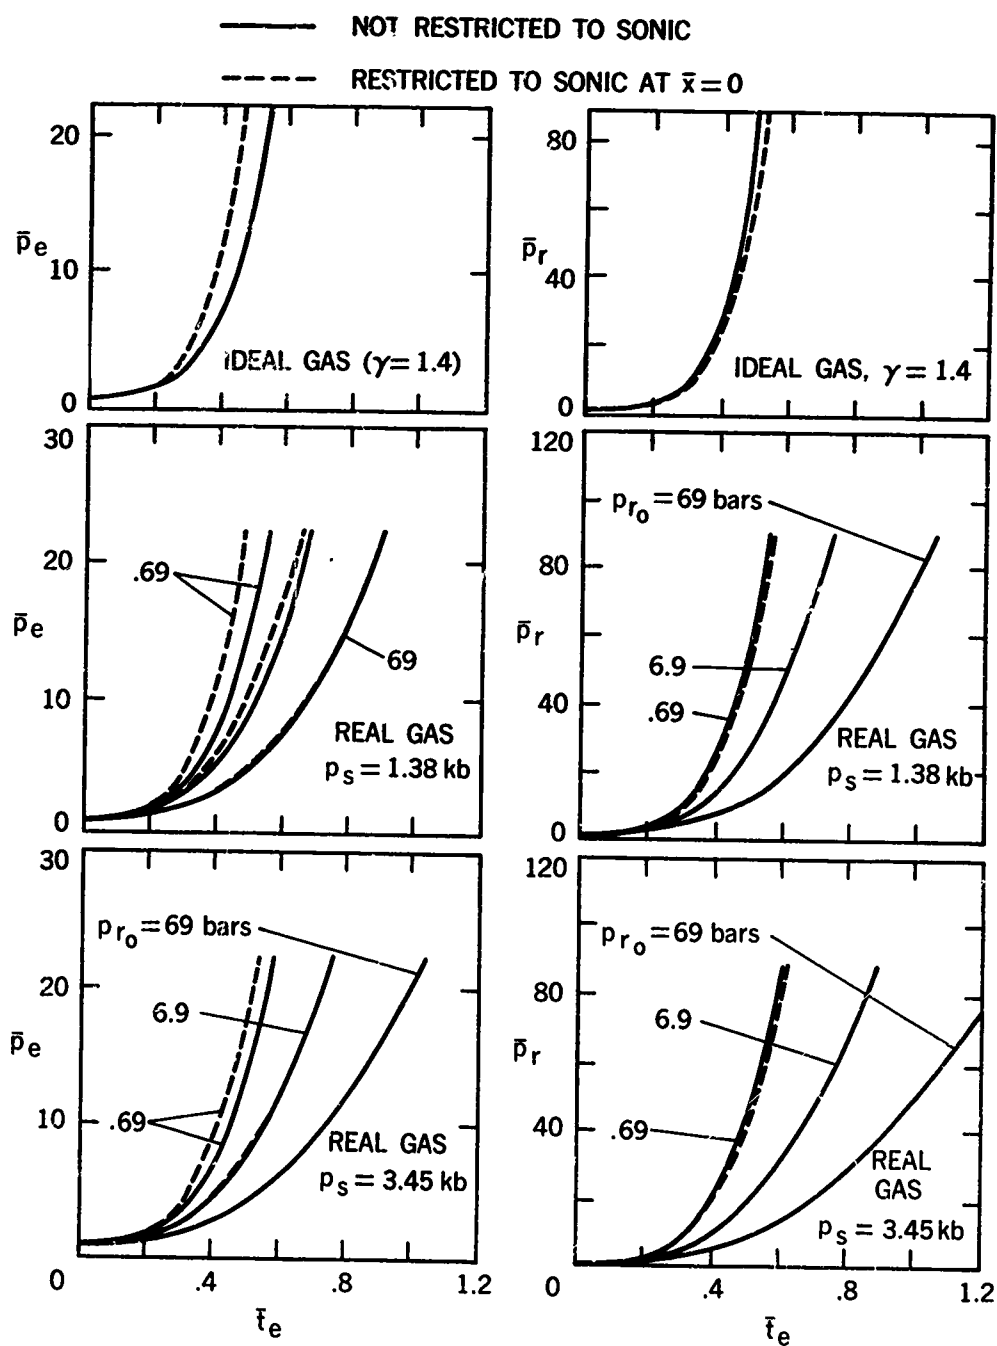 NOT RESTRICTED TO SONIC
RESTRICTED TO SONIC AT x̄ = 0
20
p̄e
10
IDEAL GAS (γ = 1.4)
0
80
p̄r
40
IDEAL GAS, γ = 1.4
0
30
20
.69
p̄e
69
10
REAL GAS
ps = 1.38 kb
0
120
pro = 69 bars
80
p̄r
6.9
.69
40
REAL GAS
ps = 1.38 kb
0
30
pro = 69 bars
20
6.9
p̄e
10
.69
REAL GAS
ps = 3.45 kb
0 .4 .8 1.2
t̄e
120
pro = 69 bars
80
6.9
p̄r
40
.69
REAL
GAS
ps = 3.45 kb
0 .4 .8 1.2
t̄e